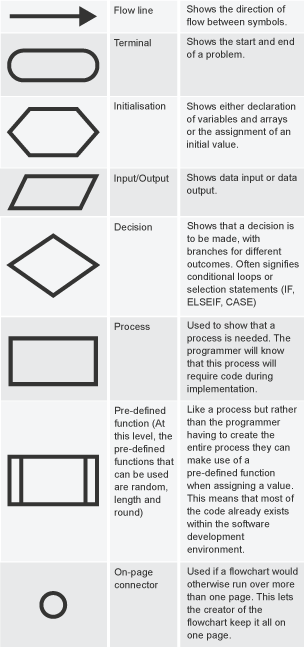 Flow line
Shows the direction of
flow between symbols.
Terminal
Shows the start and end
of a problem.
Initialisation
Shows either declaration
of variables and arrays
or the assignment of an
initial value.
Input/Output
Shows data input or data
output.
Decision
Shows that a decision is
to be made, with
branches for different
outcomes. Often signifies
conditional loops or
selection statements (IF,
ELSEIF, CASE)
Process
Used to show that a
process is needed. The
programmer will know
that this process will
require code during
implementation.
Pre-defined
function (At
this level, the
pre-defined
functions that
can be used
are random,
length and
round)
Like a process but rather
than the programmer
having to create the
entire process they can
make use of a
pre-defined function
when assigning a value.
This means that most of
the code already exists
within the software
development
environment.
On-page
connector
Used if a flowchart would
otherwise run over more
than one page. This lets
the creator of the
flowchart keep it all on
one page.